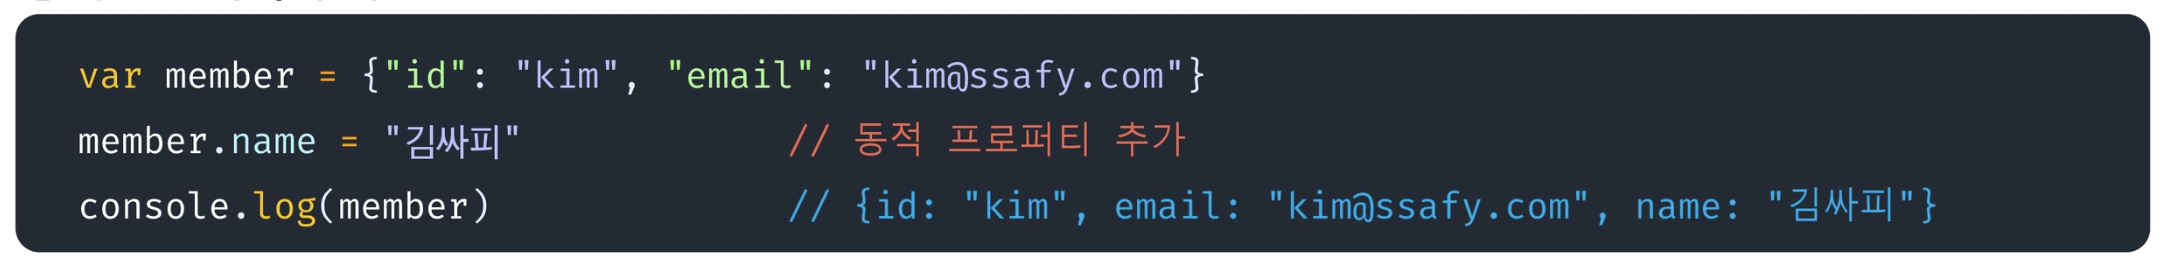 var member = {"id": "kim", "email": "kim@ssafy.com"}
member.name = "김싸피" // 동적 프로퍼티 추가
console.log(member) // {id: "kim", email: "kim@ssafy.com", name: "김싸피"}